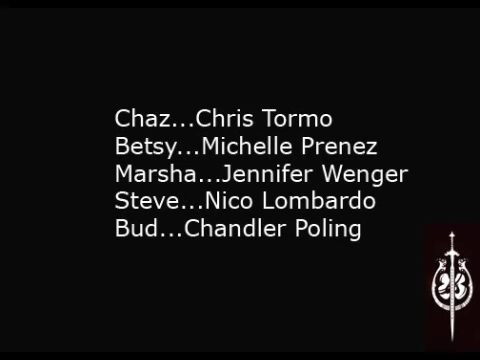 Chaz...Chris Tormo
Betsy...Michelle Prenez
Marsha...Jennifer Wenger
Steve...Nico Lombardo
Bud...Chandler Poling